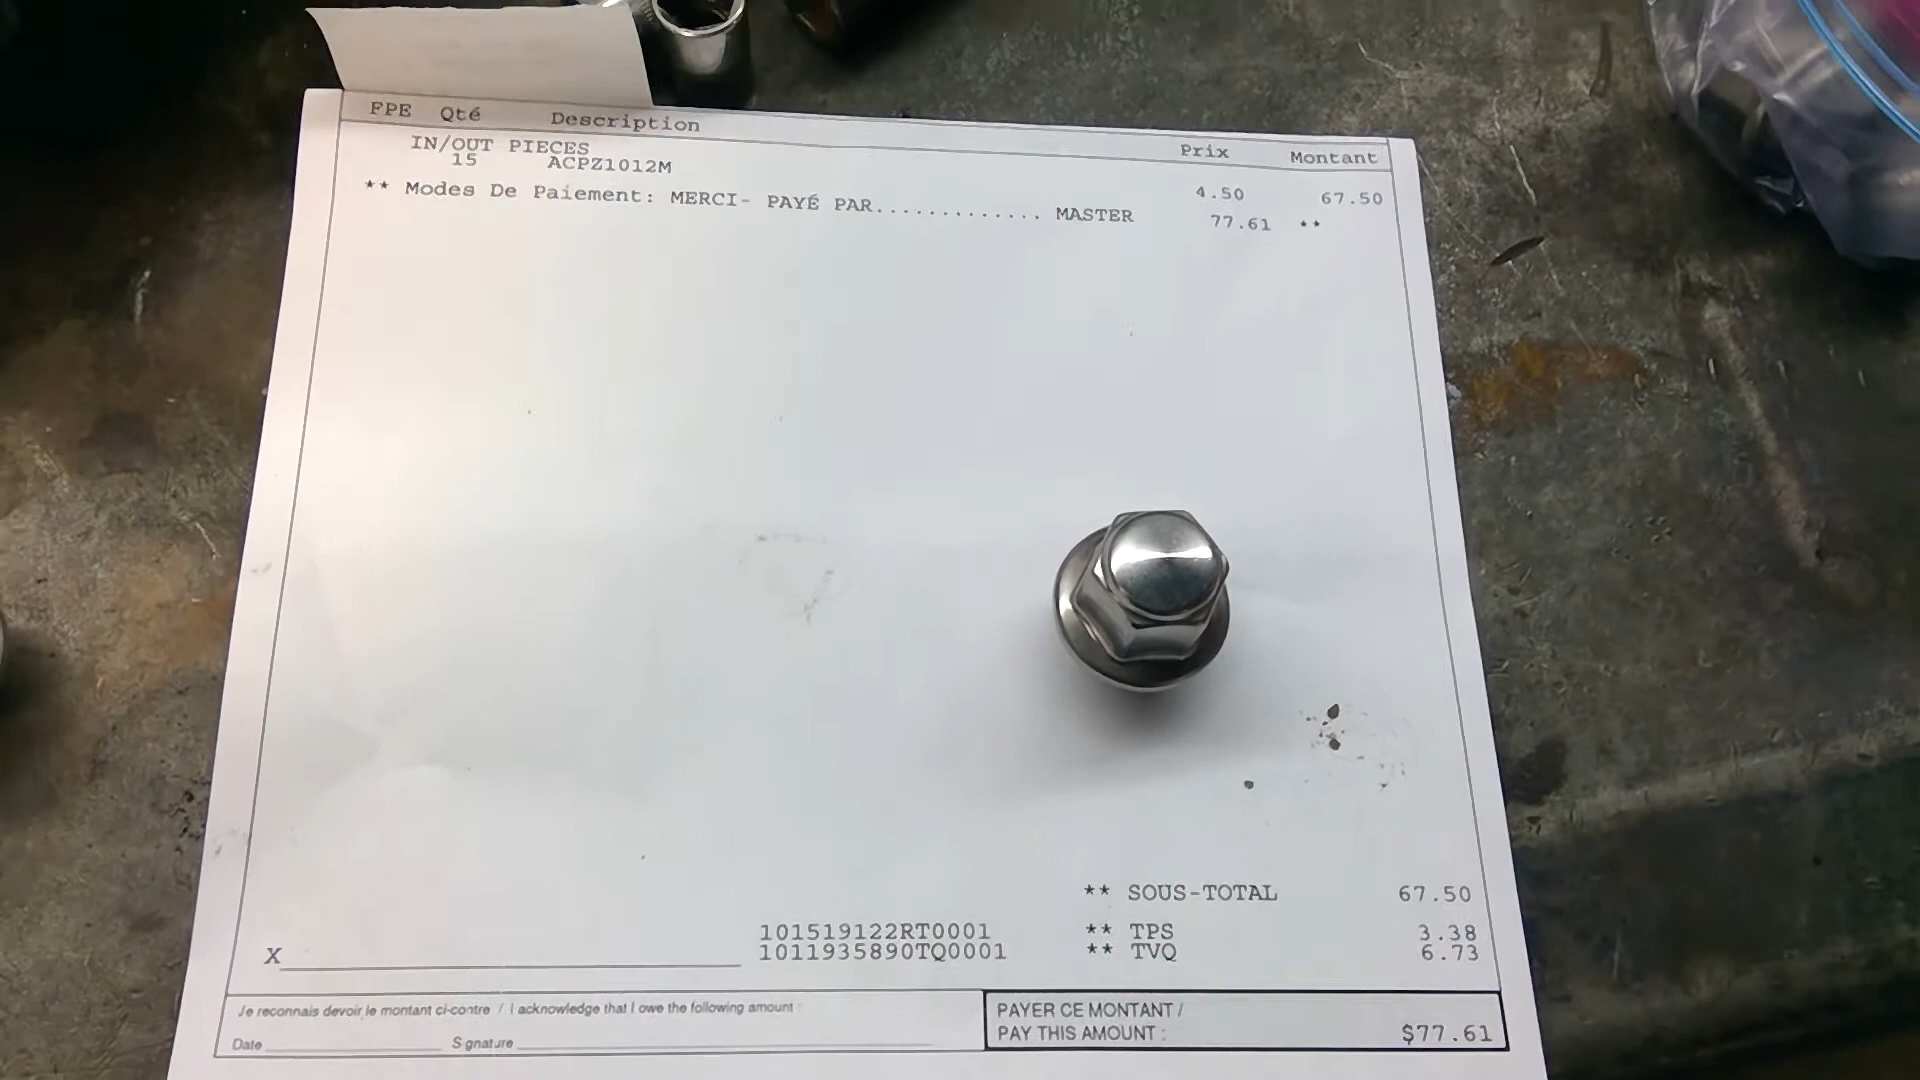 FPE Qté Description Prix Montant
IN/OUT PIECES
15 ACPZ1012M 4.50 67.50
** Modes De Paiement: MERCI- PAYÉ PAR............. MASTER 77.61 **
** SOUS-TOTAL 67.50
101519122RT0001 ** TPS 3.38
X 1011935890TQ0001 ** TVQ 6.73
Je reconnais devoir le montant ci-contre / I acknowledge that I owe the following amount :
Date Signature
PAYER CE MONTANT /
PAY THIS AMOUNT : $77.61